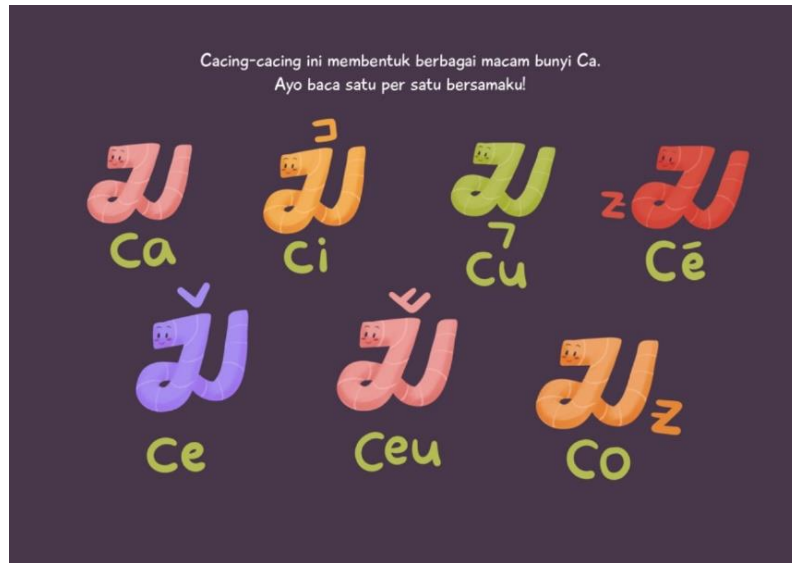 Cacing-cacing ini membentuk berbagai macam bunyi Ca.
Ayo baca satu per satu bersamaku!
ᮎ ᮎᮤ ᮎᮥ ᮎᮦ
Ca Ci Cu Cé
ᮎᮨ ᮎᮩ ᮎᮧ
Ce Ceu Co